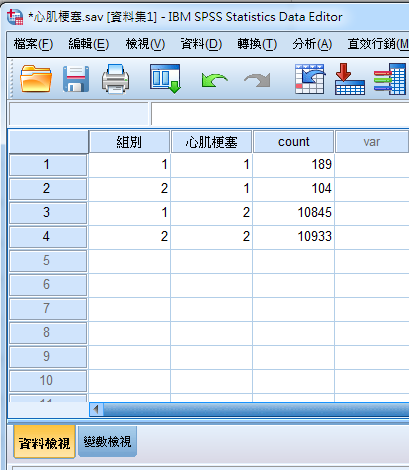 *心肌梗塞.sav [資料集1] - IBM SPSS Statistics Data Editor
檔案(F) 編輯(E) 檢視(V) 資料(D) 轉換(T) 分析(A) 直效行銷(M
組別 心肌梗塞 count var
1 1 1 189
2 2 1 104
3 1 2 10845
4 2 2 10933
5
6
7
8
9
10
11
資料檢視 變數檢視